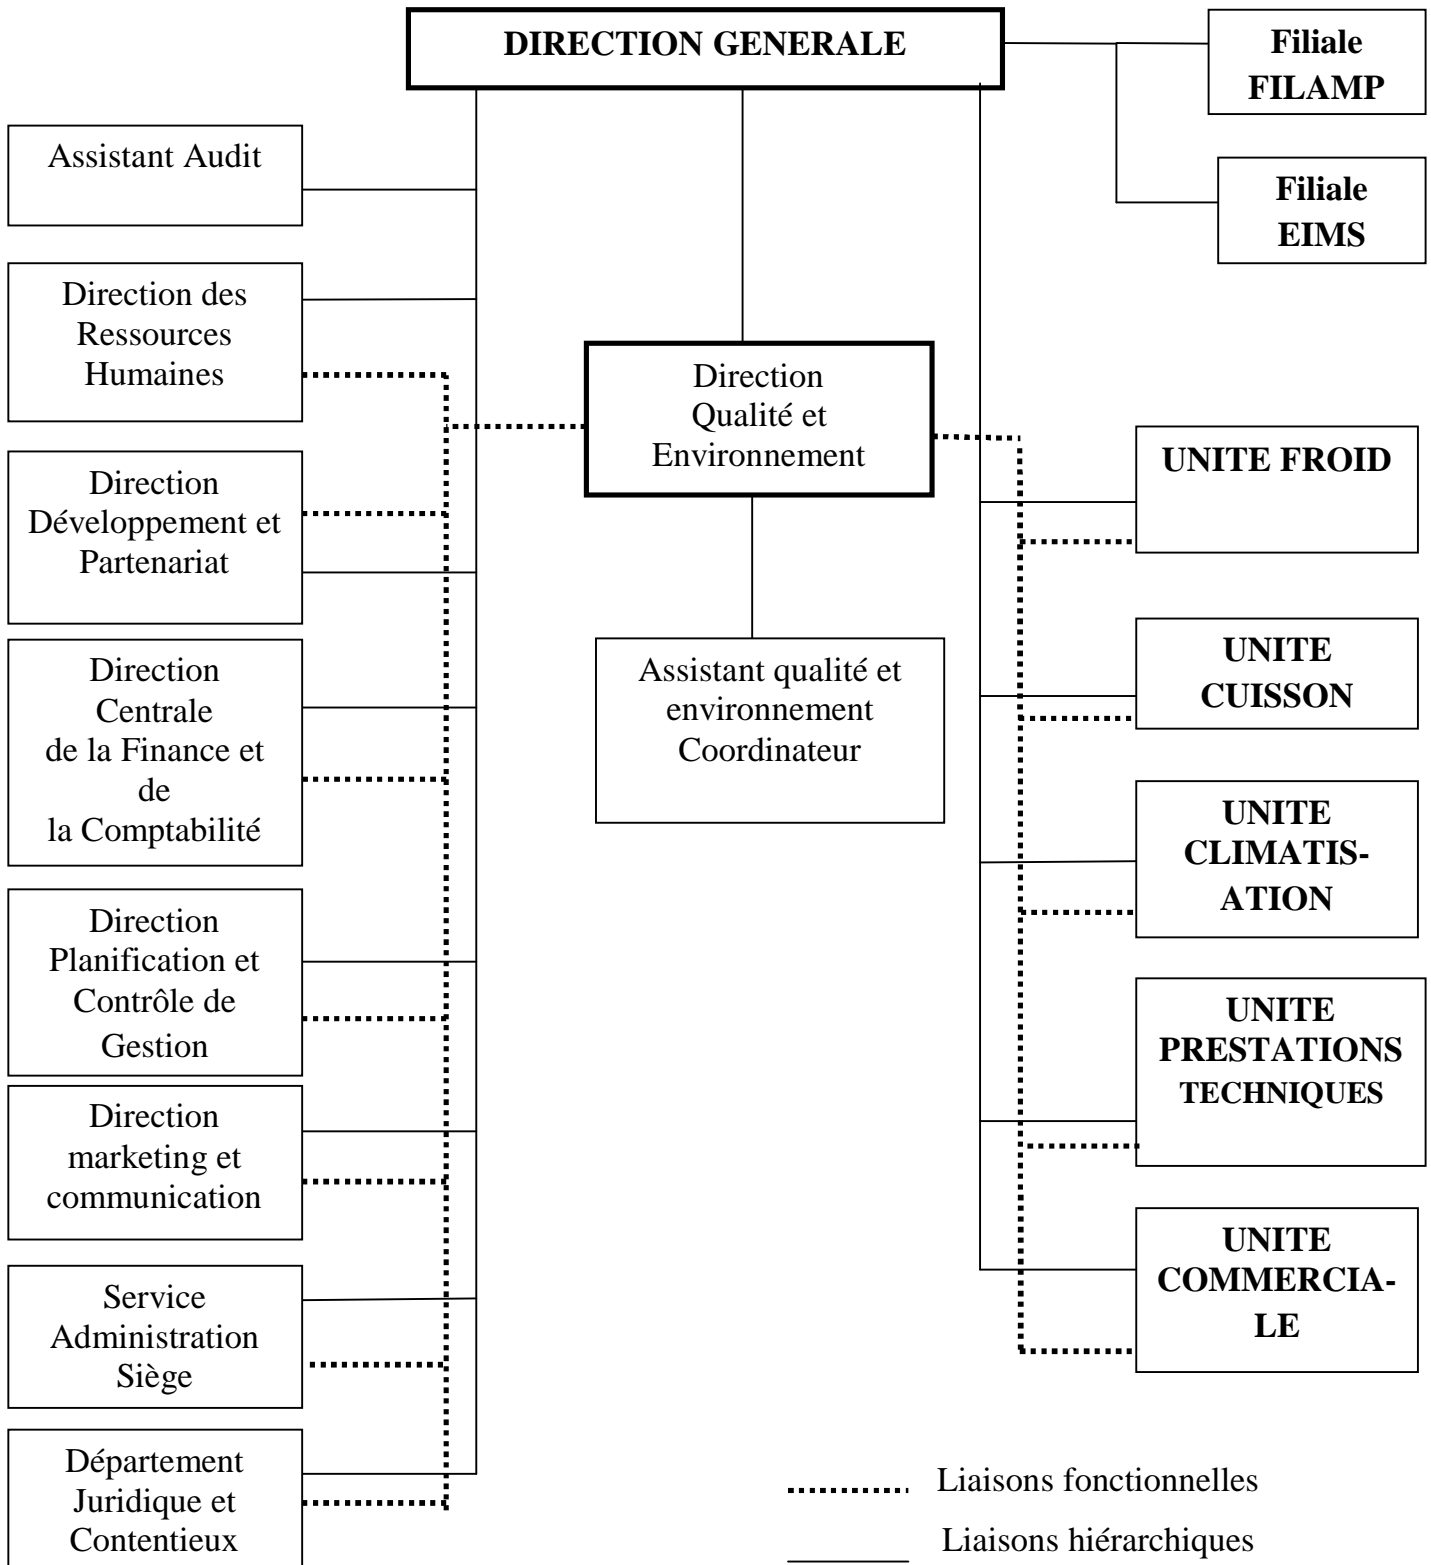 DIRECTION GENERALE
Filiale
FILAMP
Filiale
EIMS
Assistant Audit
Direction des
Ressources
Humaines
Direction
Développement et
Partenariat
Direction
Centrale
de la Finance et
de
la Comptabilité
Direction
Planification et
Contrôle de
Gestion
Direction
marketing et
communication
Service
Administration
Siège
Département
Juridique et
Contentieux
Direction
Qualité et
Environnement
Assistant qualité et
environnement
Coordinateur
UNITE FROID
UNITE
CUISSON
UNITE
CLIMATIS-
ATION
UNITE
PRESTATIONS
TECHNIQUES
UNITE
COMMERCIA-
LE
Liaisons fonctionnelles
Liaisons hiérarchiques